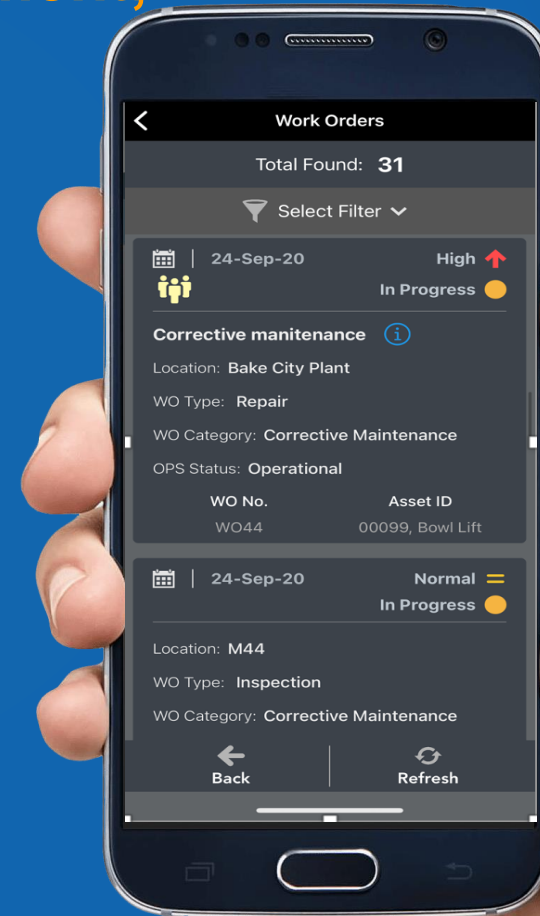 Work Orders
Total Found: 31
Select Filter
24-Sep-20 High
In Progress
Corrective manitenance
Location: Bake City Plant
WO Type: Repair
WO Category: Corrective Maintenance
OPS Status: Operational
WO No. Asset ID
WO44 00099, Bowl Lift
24-Sep-20 Normal
In Progress
Location: M44
WO Type: Inspection
WO Category: Corrective Maintenance
Back Refresh